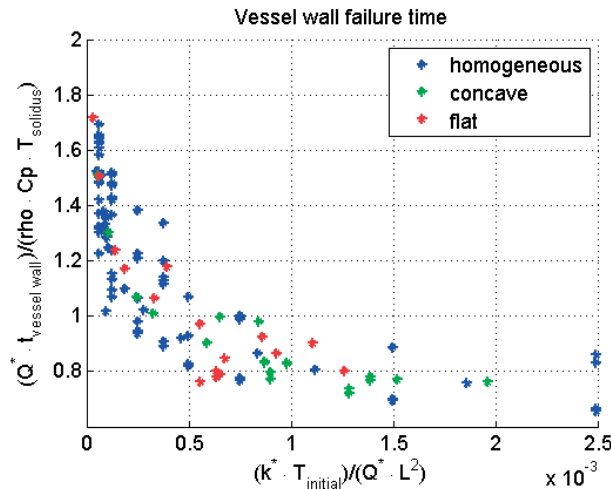 Vessel wall failure time
2
1.8
1.6
1.4
1.2
1
0.8
(Q* · t_vessel wall)/(rho · Cp · T_solidus)
homogeneous
concave
flat
0 0.5 1 1.5 2 2.5
x 10^-3
(k* · T_initial)/(Q* · L^2)